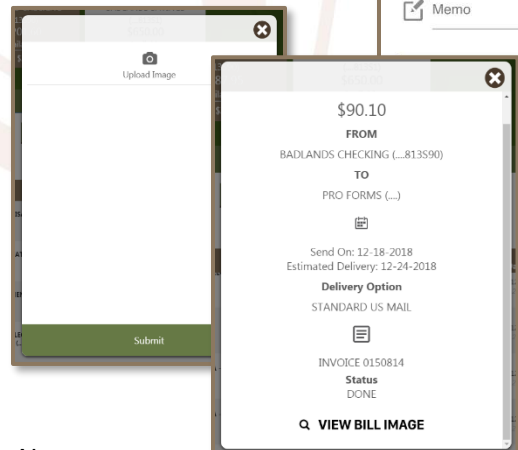 Memo
Upload Image
Submit
$90.10
FROM
BADLANDS CHECKING (....813S90)
TO
PRO FORMS (....)
Send On: 12-18-2018
Estimated Delivery: 12-24-2018
Delivery Option
STANDARD US MAIL
INVOICE 0150814
Status
DONE
VIEW BILL IMAGE